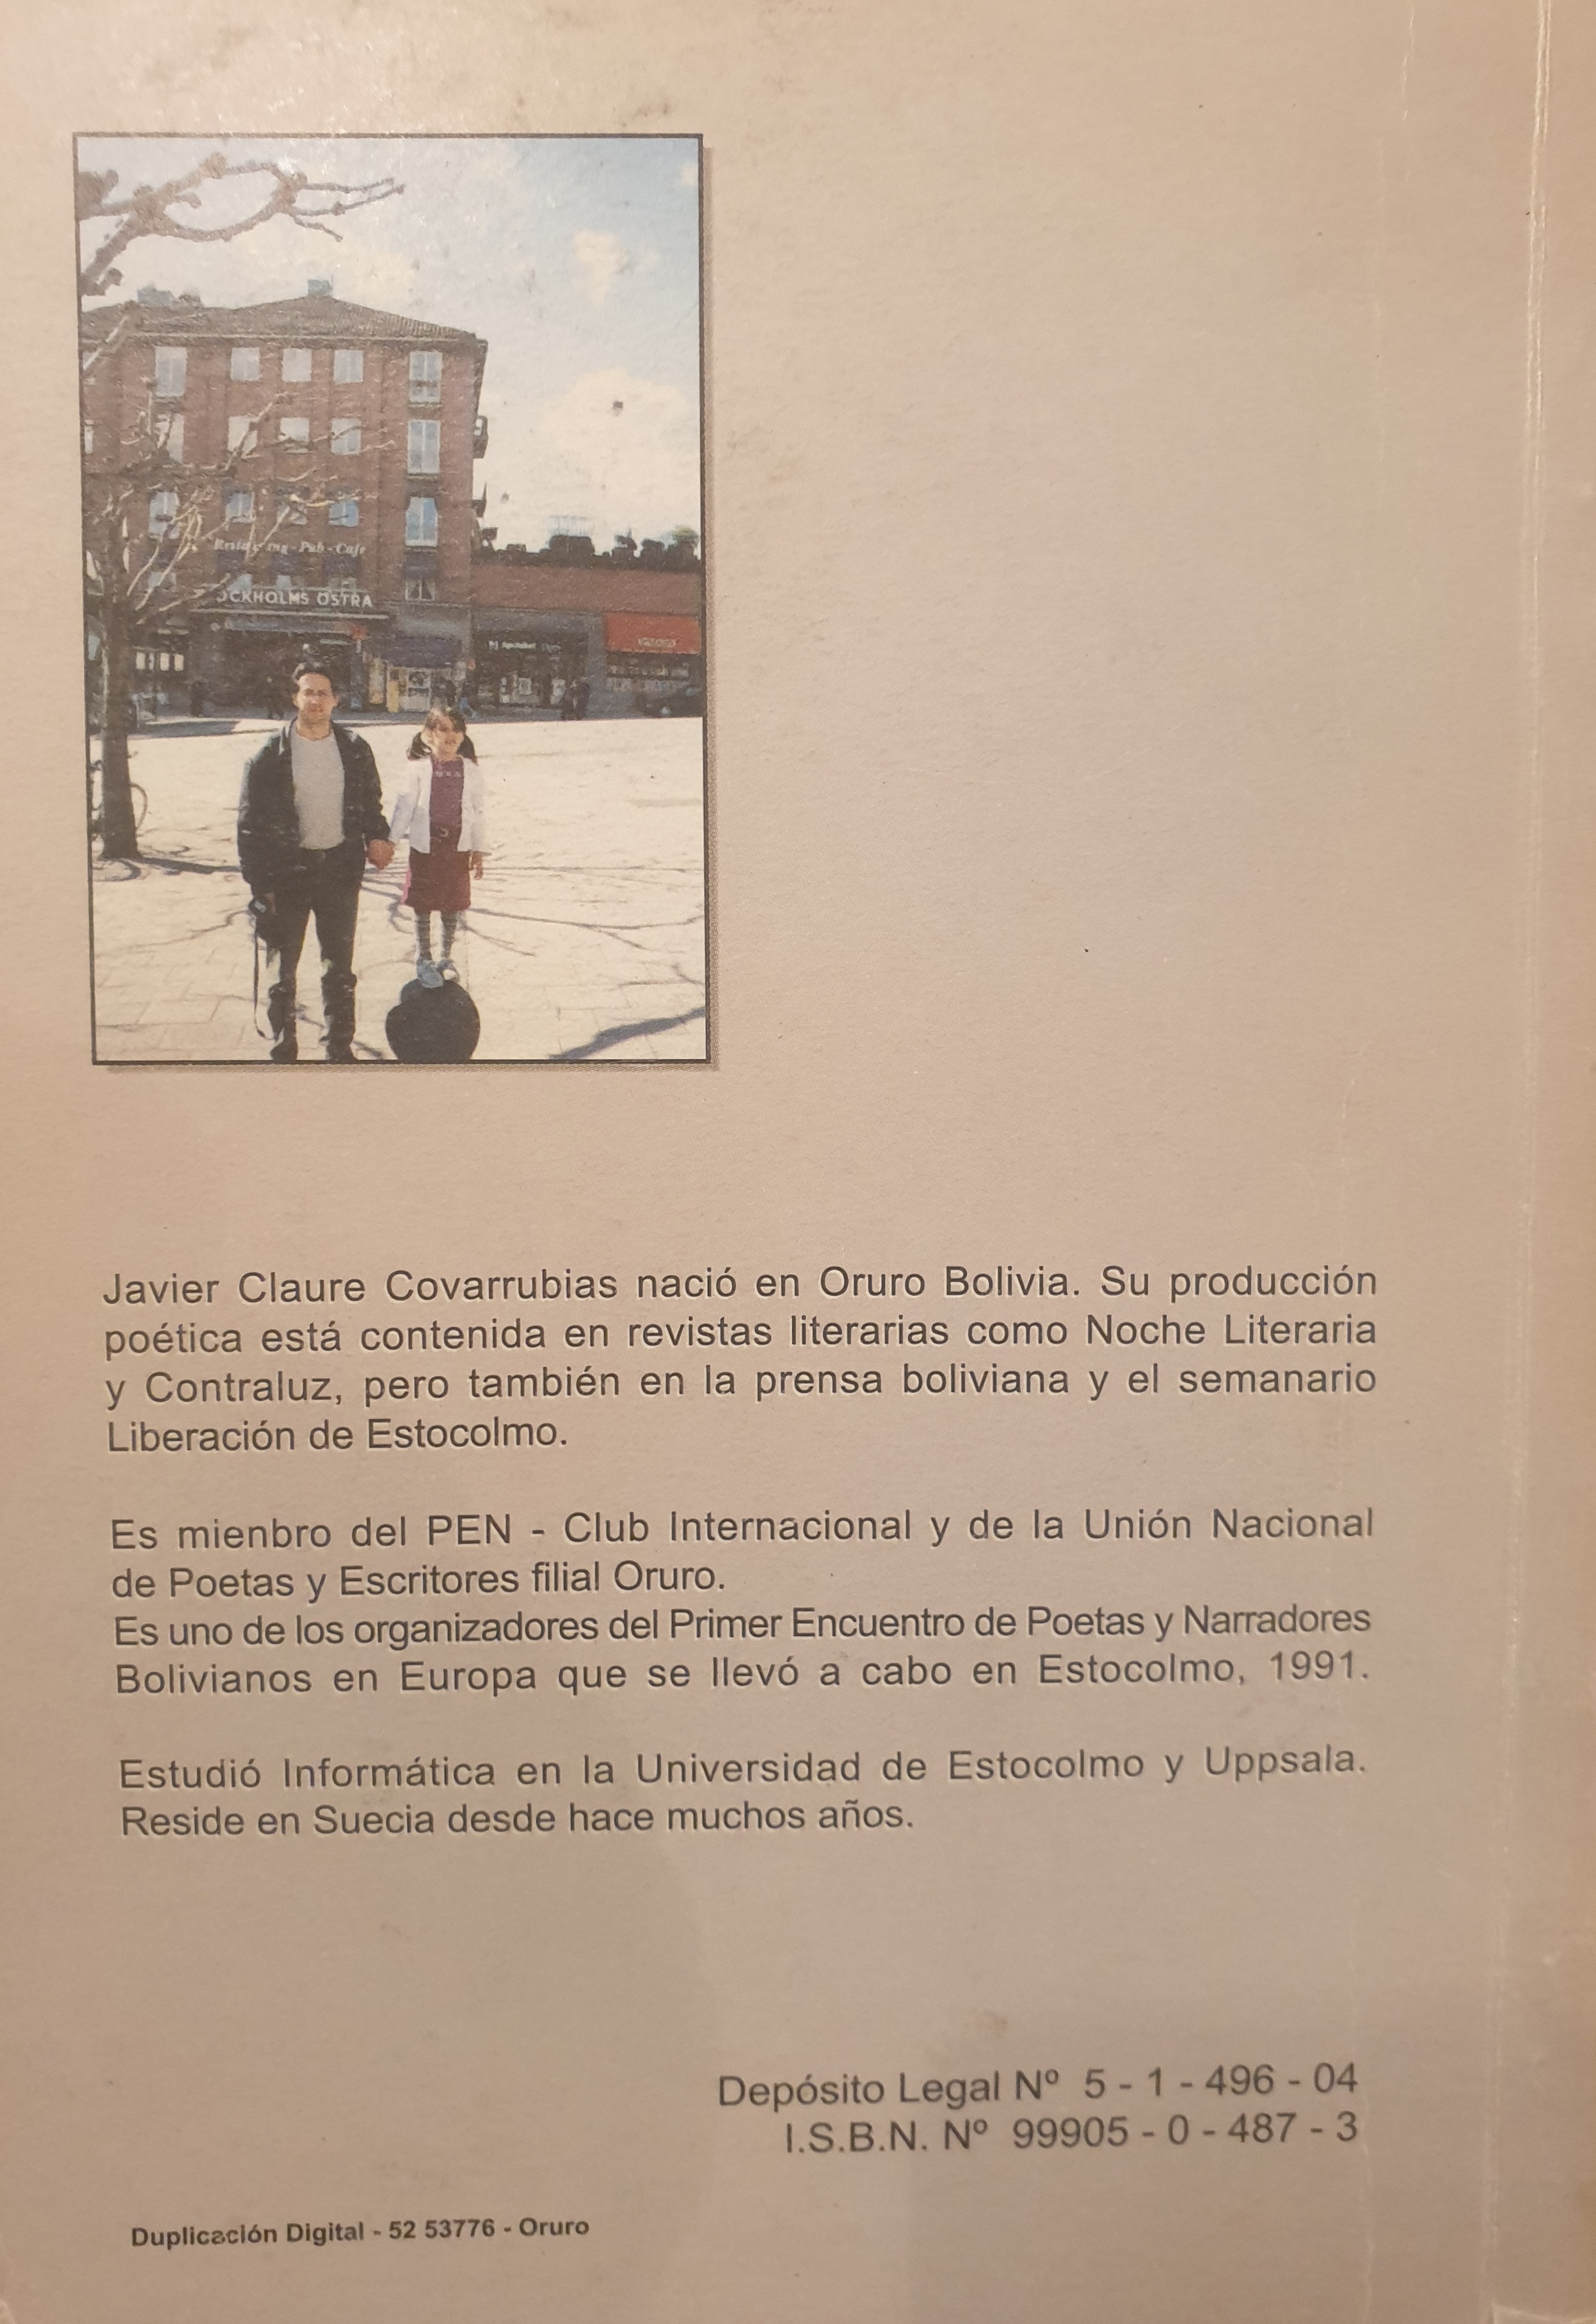 Pub - Cafe
STOCKHOLMS ÖSTRA
Javier Claure Covarrubias nació en Oruro Bolivia. Su producción
poética está contenida en revistas literarias como Noche Literaria
y Contraluz, pero también en la prensa boliviana y el semanario
Liberación de Estocolmo.
Es mienbro del PEN - Club Internacional y de la Unión Nacional
de Poetas y Escritores filial Oruro.
Es uno de los organizadores del Primer Encuentro de Poetas y Narradores
Bolivianos en Europa que se llevó a cabo en Estocolmo, 1991.
Estudió Informática en la Universidad de Estocolmo y Uppsala.
Reside en Suecia desde hace muchos años.
Depósito Legal Nº 5 - 1 - 496 - 04
I.S.B.N. Nº 99905 - 0 - 487 - 3
Duplicación Digital - 52 53776 - Oruro